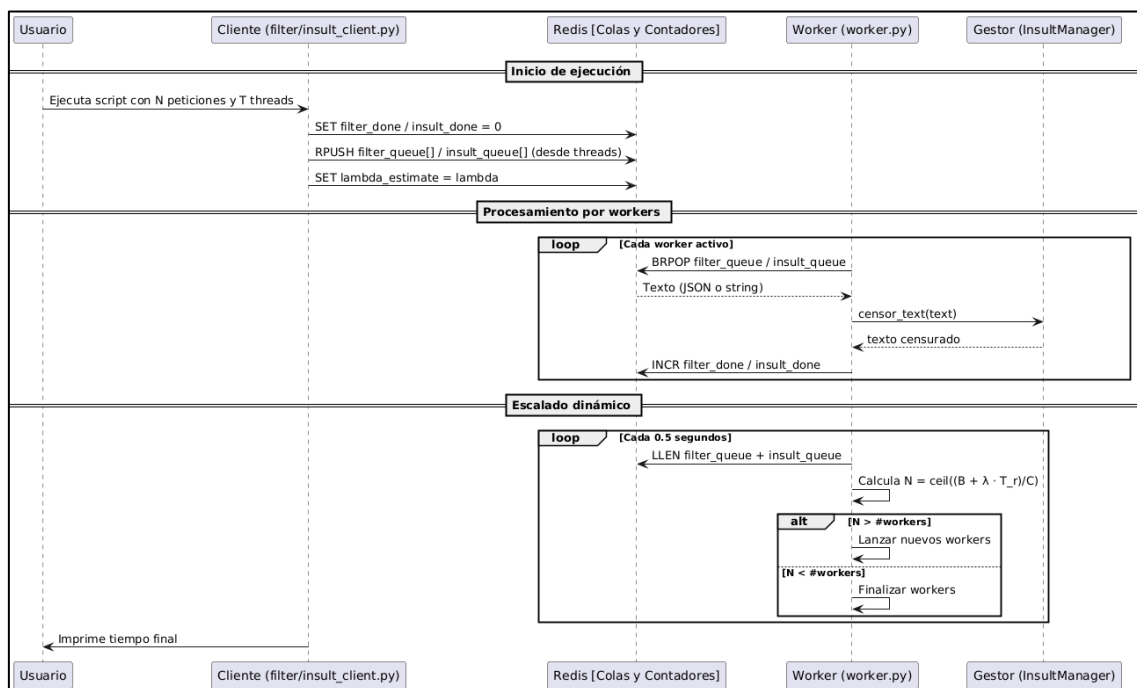 Usuario
Cliente (filter/insult_client.py)
Redis [Colas y Contadores]
Worker (worker.py)
Gestor (InsultManager)
Inicio de ejecución
Ejecuta script con N peticiones y T threads
SET filter_done / insult_done = 0
RPUSH filter_queue[] / insult_queue[] (desde threads)
SET lambda_estimate = lambda
Procesamiento por workers
loop [Cada worker activo]
BRPOP filter_queue / insult_queue
Texto (JSON o string)
censor_text(text)
texto censurado
INCR filter_done / insult_done
Escalado dinámico
loop [Cada 0.5 segundos]
LLEN filter_queue + insult_queue
Calcula N = ceil((B + λ · T_r)/C)
alt [N > #workers]
Lanzar nuevos workers
[N < #workers]
Finalizar workers
Imprime tiempo final
Usuario
Cliente (filter/insult_client.py)
Redis [Colas y Contadores]
Worker (worker.py)
Gestor (InsultManager)